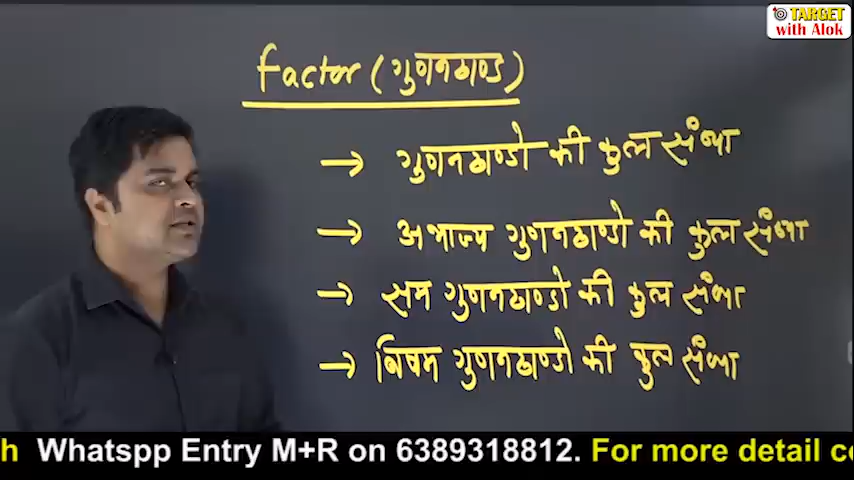 TARGET
with Alok
Factor (गुणनखण्ड)
→ गुणनखण्डो की कुल संख्या
→ अभाज्य गुणनखण्डो की कुल संख्या
→ सम गुणनखण्डो की कुल संख्या
→ विषम गुणनखण्डो की कुल संख्या
h Whatspp Entry M+R on 6389318812. For more detail co